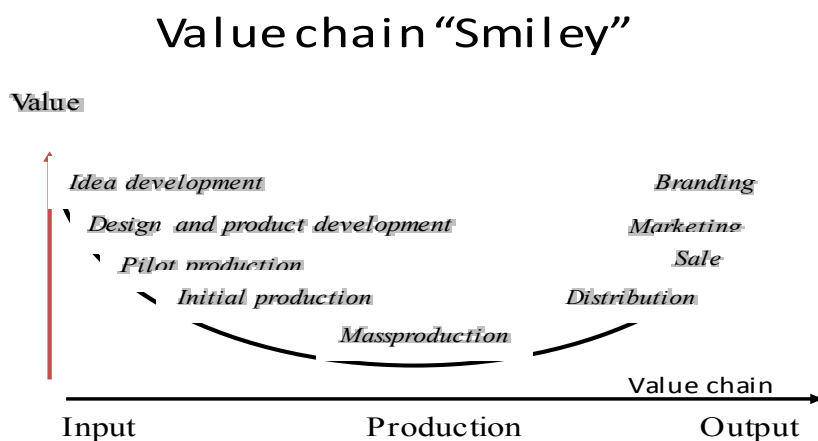 Value chain “Smiley”
Value
Idea development
Branding
Design and product development
Marketing
Pilot production
Sale
Initial production
Distribution
Massproduction
Value chain
Input
Production
Output